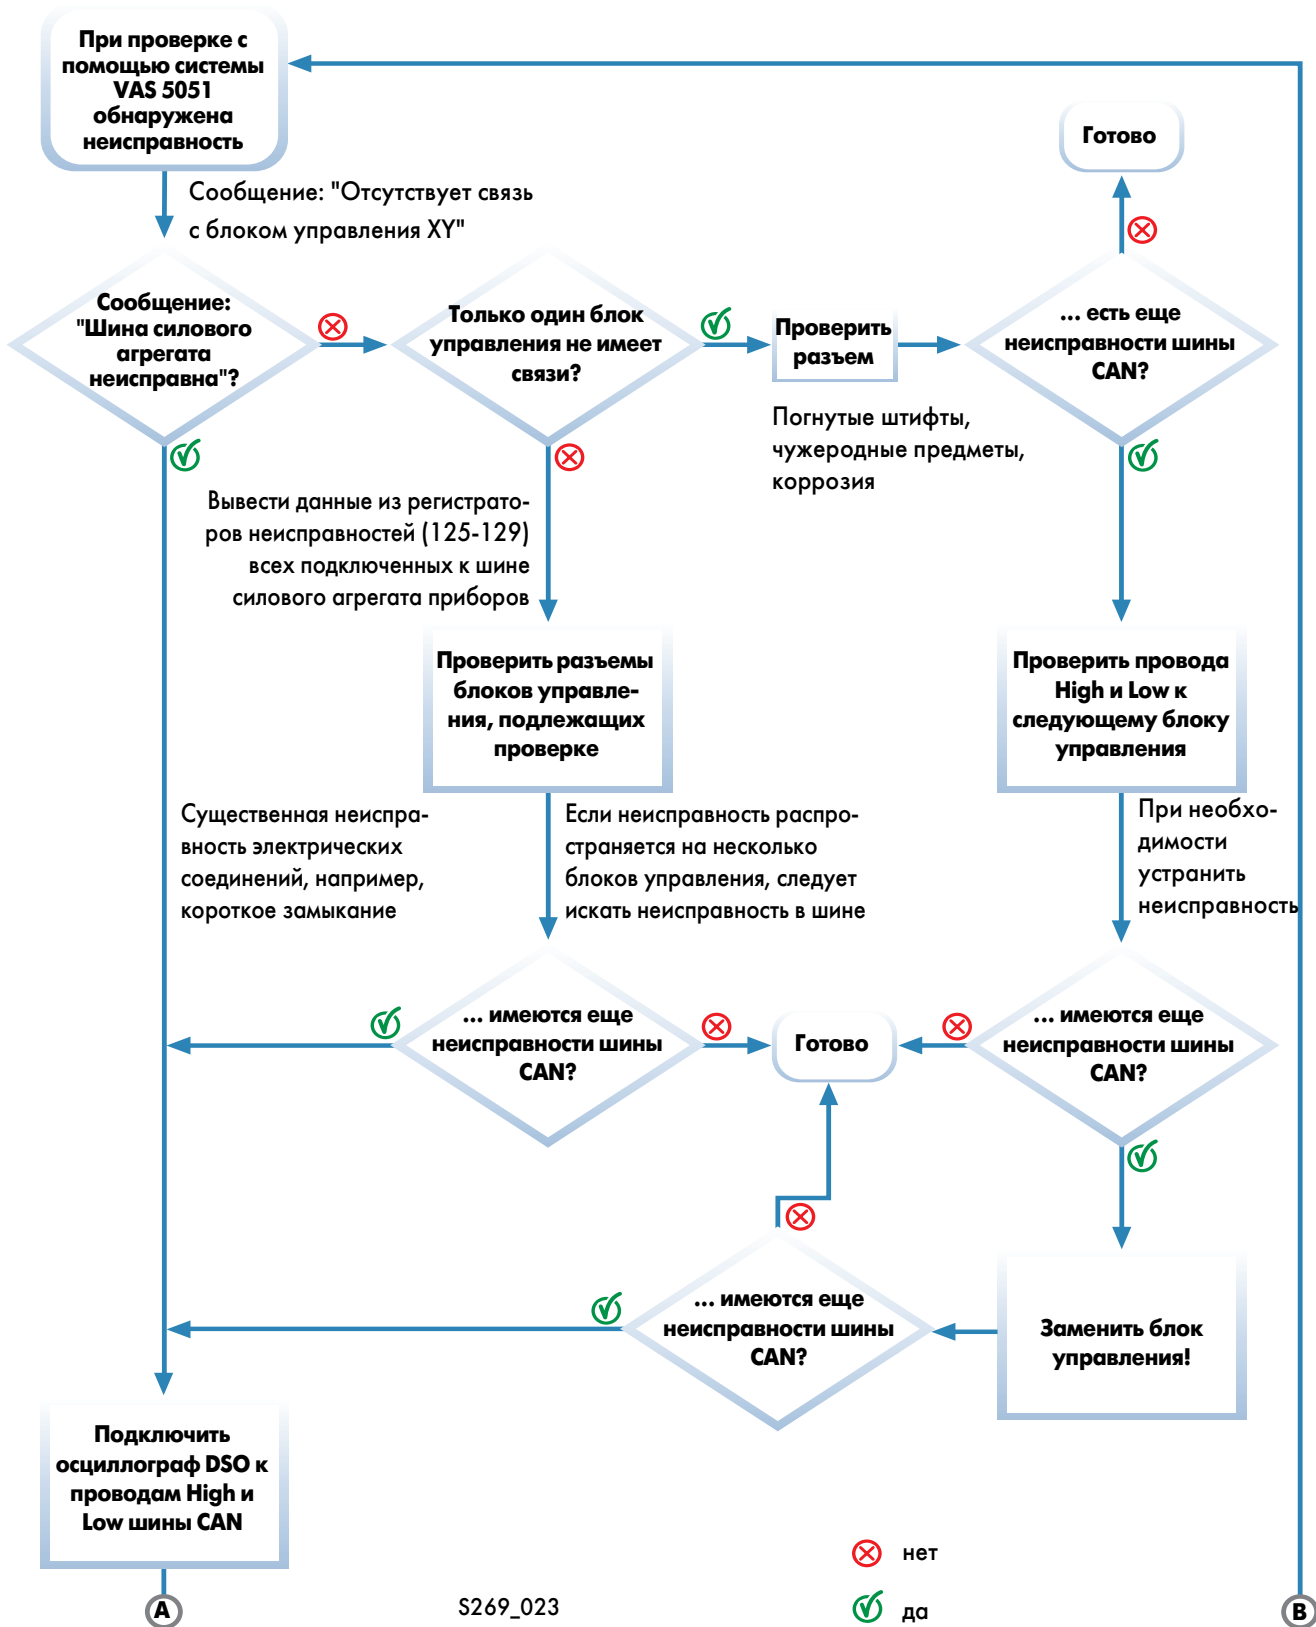 При проверке с
помощью системы
VAS 5051
обнаружена
неисправность
Готово
Сообщение: "Отсутствует связь
с блоком управления XY"
Сообщение:
"Шина силового
агрегата
неисправна"?
Только один блок
управления не имеет
связи?
Проверить
разъем
... есть еще
неисправности шины
CAN?
Погнутые штифты,
чужеродные предметы,
коррозия
Вывести данные из регистрато-
ров неисправностей (125-129)
всех подключенных к шине
силового агрегата приборов
Проверить разъемы
блоков управле-
ния, подлежащих
проверке
Проверить провода
High и Low к
следующему блоку
управления
Существенная неиспра-
вность электрических
соединений, например,
короткое замыкание
Если неисправность распро-
страняется на несколько
блоков управления, следует
искать неисправность в шине
При необхо-
димости
устранить
неисправность
... имеются еще
неисправности шины
CAN?
Готово
... имеются еще
неисправности шины
CAN?
... имеются еще
неисправности шины
CAN?
Заменить блок
управления!
Подключить
осциллограф DSO к
проводам High и
Low шины CAN
нет
да
A
S269_023
B